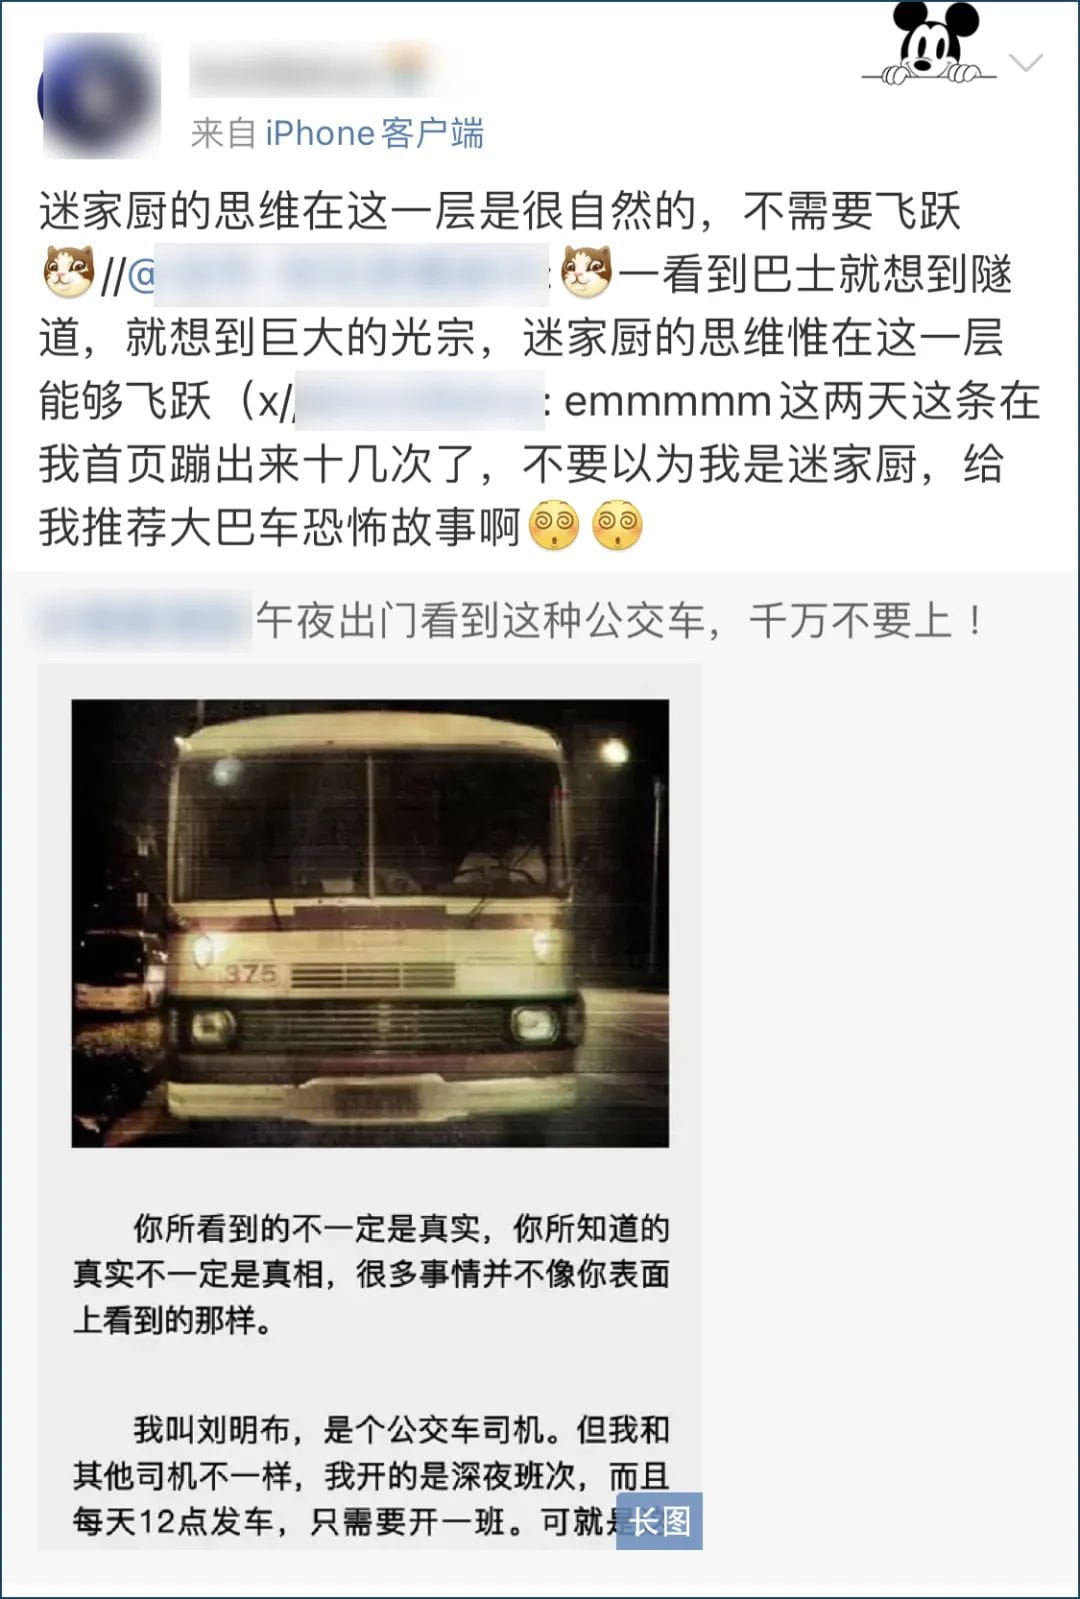 来自 iPhone客户端
迷家厨的思维在这一层是很自然的，不需要飞跃
//@ : 一看到巴士就想到隧
道，就想到巨大的光宗，迷家厨的思维惟在这一层
能够飞跃（x// : emmmmm这两天这条在
我首页蹦出来十几次了，不要以为我是迷家厨，给
我推荐大巴车恐怖故事啊
午夜出门看到这种公交车，千万不要上！
375
你所看到的不一定是真实，你所知道的
真实不一定是真相，很多事情并不像你表面
上看到的那样。
我叫刘明布，是个公交车司机。但我和
其他司机不一样，我开的是深夜班次，而且
每天12点发车，只需要开一班。可就是
长图